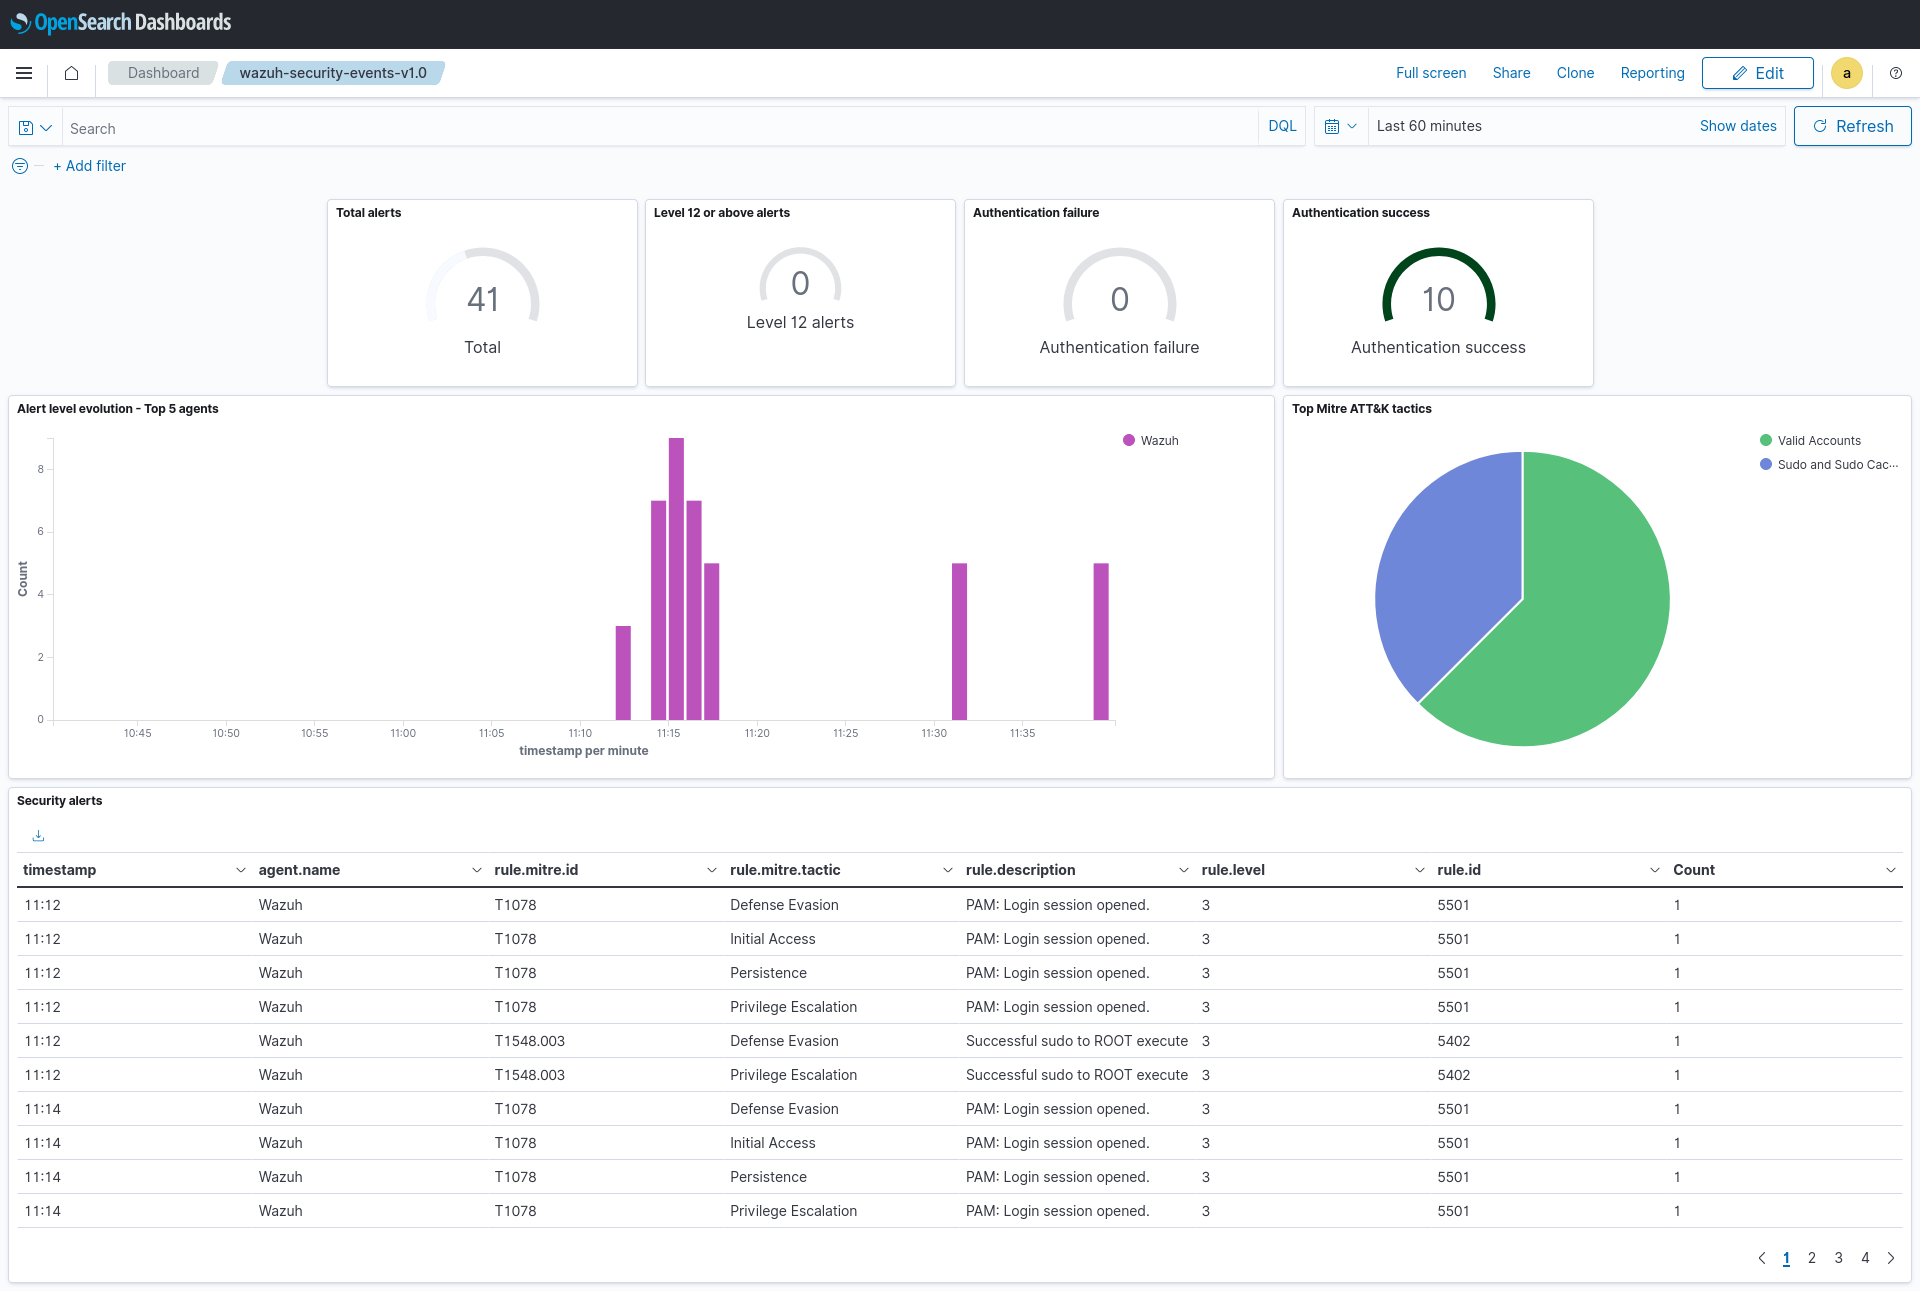 OpenSearch Dashboards
Dashboard
wazuh-security-events-v1.0
Full screen
Share
Clone
Reporting
Edit
a
Search
DQL
Last 60 minutes
Show dates
Refresh
+ Add filter
Total alerts
41
Total
Level 12 or above alerts
0
Level 12 alerts
Authentication failure
0
Authentication failure
Authentication success
10
Authentication success
Alert level evolution - Top 5 agents
Wazuh
Count
8
6
4
2
0
10:45 10:50 10:55 11:00 11:05 11:10 11:15 11:20 11:25 11:30 11:35
timestamp per minute
Top Mitre ATT&K tactics
Valid Accounts
Sudo and Sudo Cac...
Security alerts
timestamp agent.name rule.mitre.id rule.mitre.tactic rule.description rule.level rule.id Count
11:12 Wazuh T1078 Defense Evasion PAM: Login session opened. 3 5501 1
11:12 Wazuh T1078 Initial Access PAM: Login session opened. 3 5501 1
11:12 Wazuh T1078 Persistence PAM: Login session opened. 3 5501 1
11:12 Wazuh T1078 Privilege Escalation PAM: Login session opened. 3 5501 1
11:12 Wazuh T1548.003 Defense Evasion Successful sudo to ROOT execute 3 5402 1
11:12 Wazuh T1548.003 Privilege Escalation Successful sudo to ROOT execute 3 5402 1
11:14 Wazuh T1078 Defense Evasion PAM: Login session opened. 3 5501 1
11:14 Wazuh T1078 Initial Access PAM: Login session opened. 3 5501 1
11:14 Wazuh T1078 Persistence PAM: Login session opened. 3 5501 1
11:14 Wazuh T1078 Privilege Escalation PAM: Login session opened. 3 5501 1
1 2 3 4